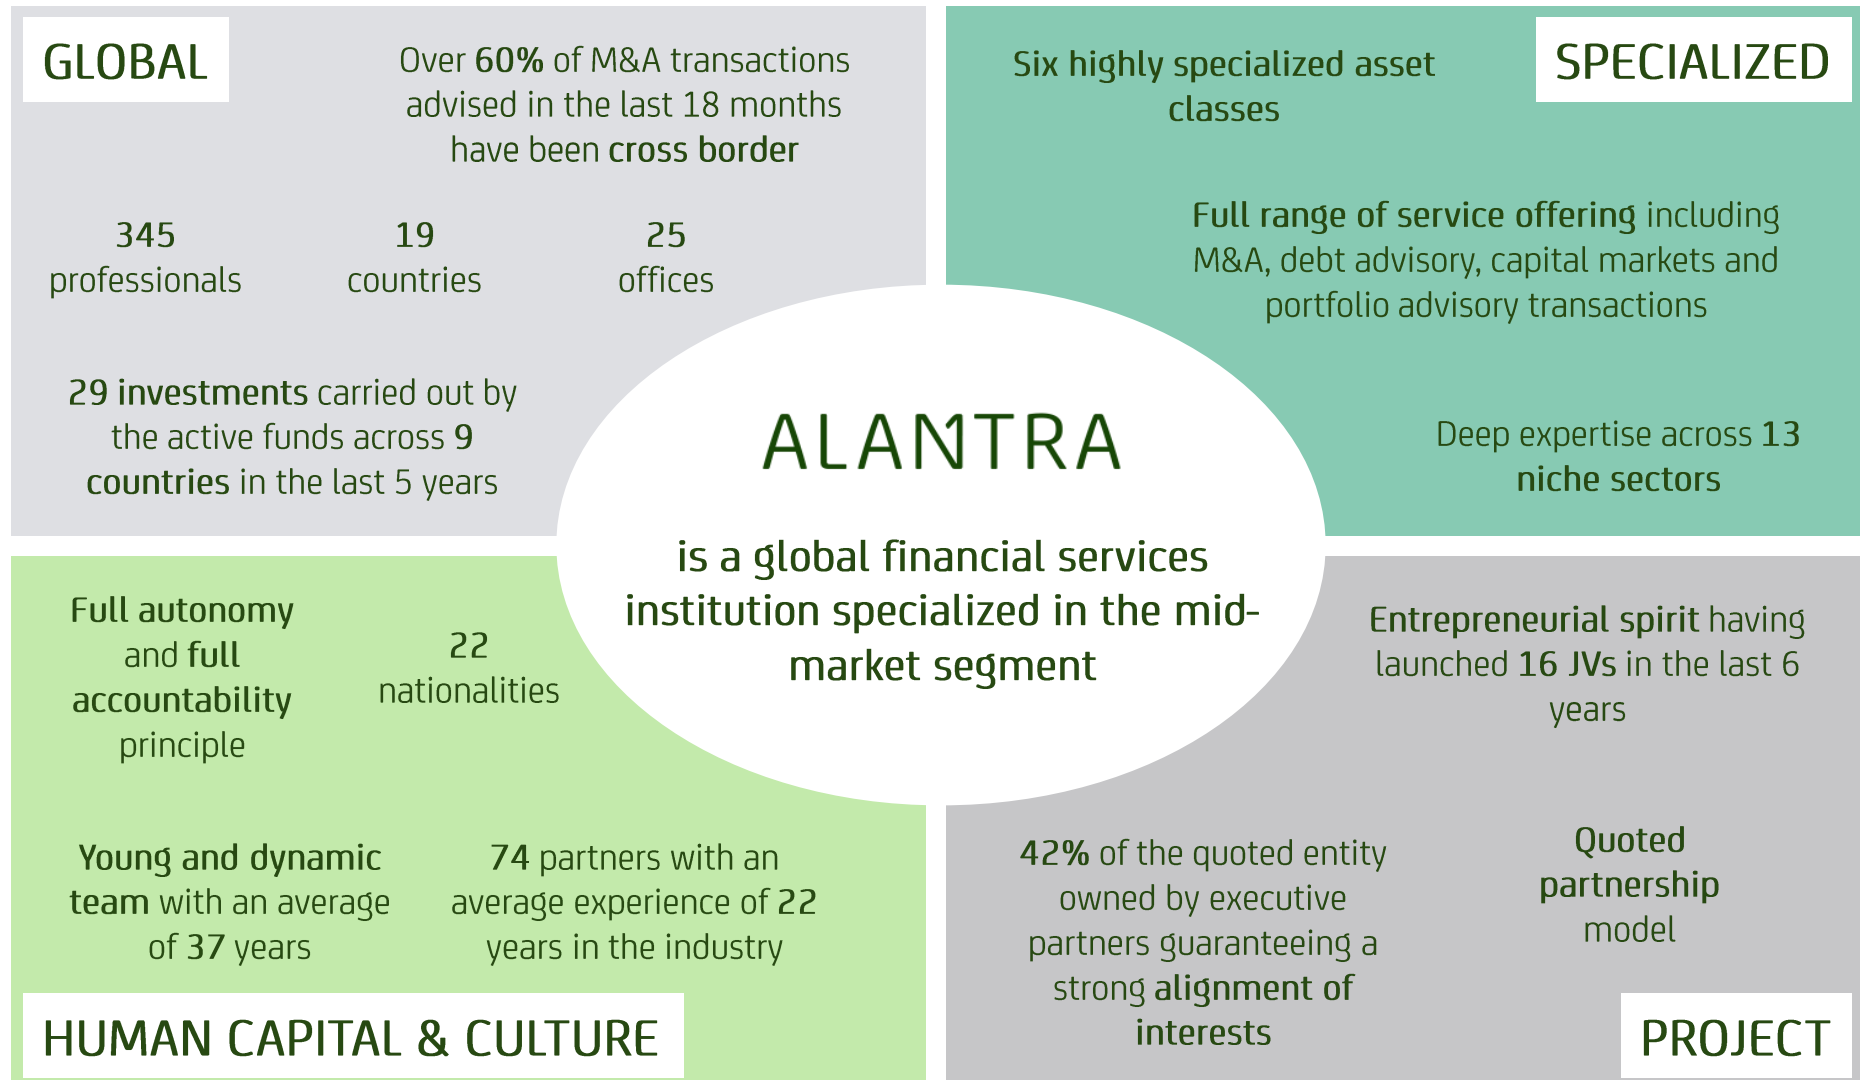 GLOBAL
Over 60% of M&A transactions
advised in the last 18 months
have been cross border
345
professionals
19
countries
25
offices
29 investments carried out by
the active funds across 9
countries in the last 5 years
SPECIALIZED
Six highly specialized asset
classes
Full range of service offering including
M&A, debt advisory, capital markets and
portfolio advisory transactions
Deep expertise across 13
niche sectors
ALANTRA
is a global financial services
institution specialized in the mid-
market segment
Full autonomy
and full
accountability
principle
22
nationalities
Young and dynamic
team with an average
of 37 years
74 partners with an
average experience of 22
years in the industry
HUMAN CAPITAL & CULTURE
Entrepreneurial spirit having
launched 16 JVs in the last 6
years
42% of the quoted entity
owned by executive
partners guaranteeing a
strong alignment of
interests
Quoted
partnership
model
PROJECT